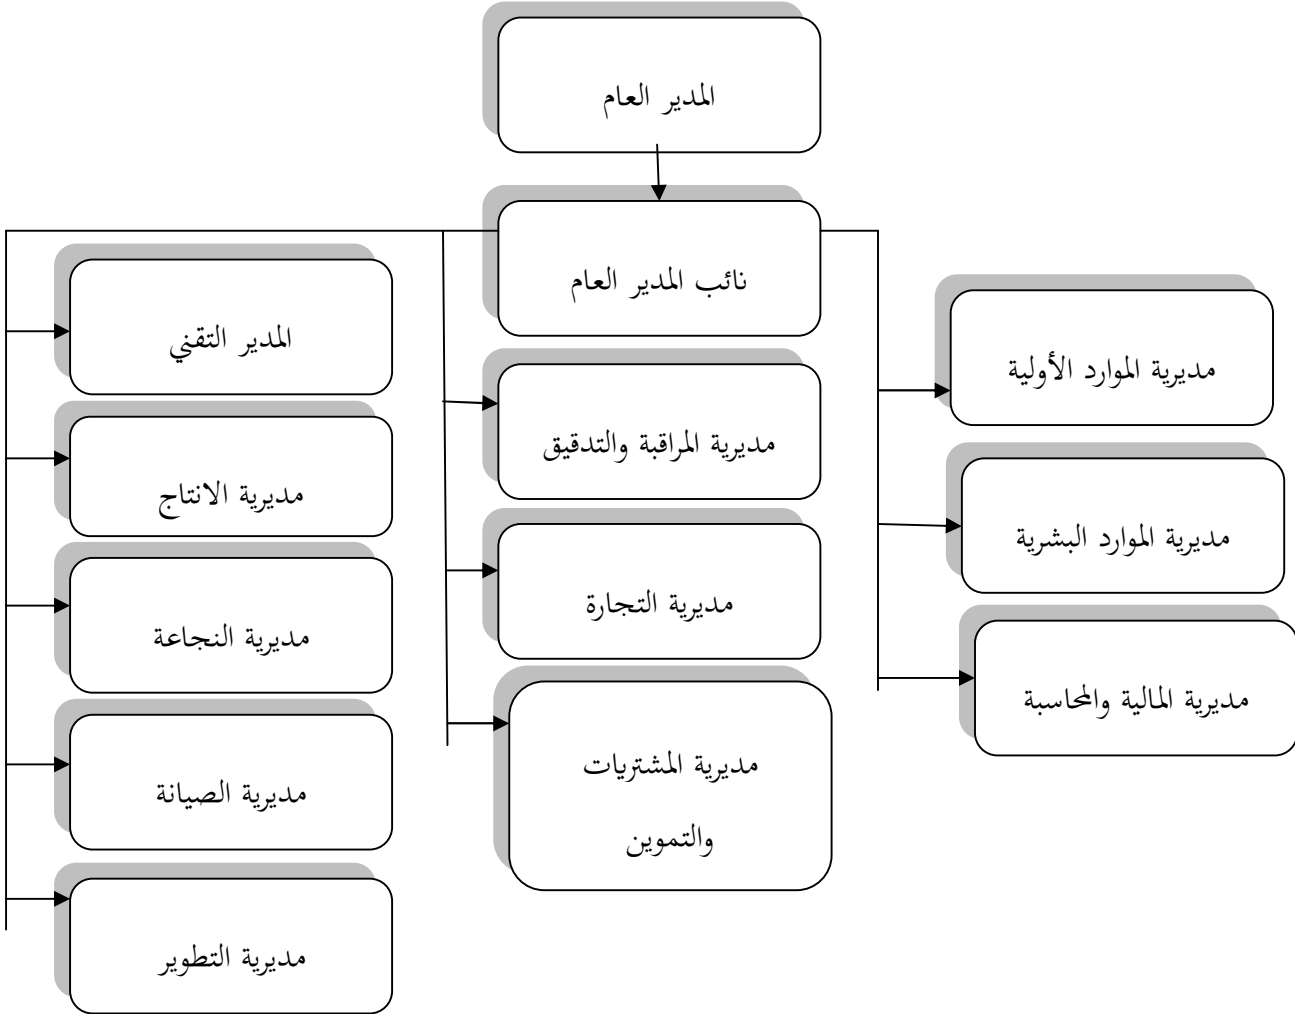 المدير العام
نائب المدير العام
مديرية الموارد الأولية
مديرية الموارد البشرية
مديرية المالية والمحاسبة
مديرية المراقبة والتدقيق
مديرية التجارة
مديرية المشتريات
والتموين
المدير التقني
مديرية الانتاج
مديرية النجاعة
مديرية الصيانة
مديرية التطوير